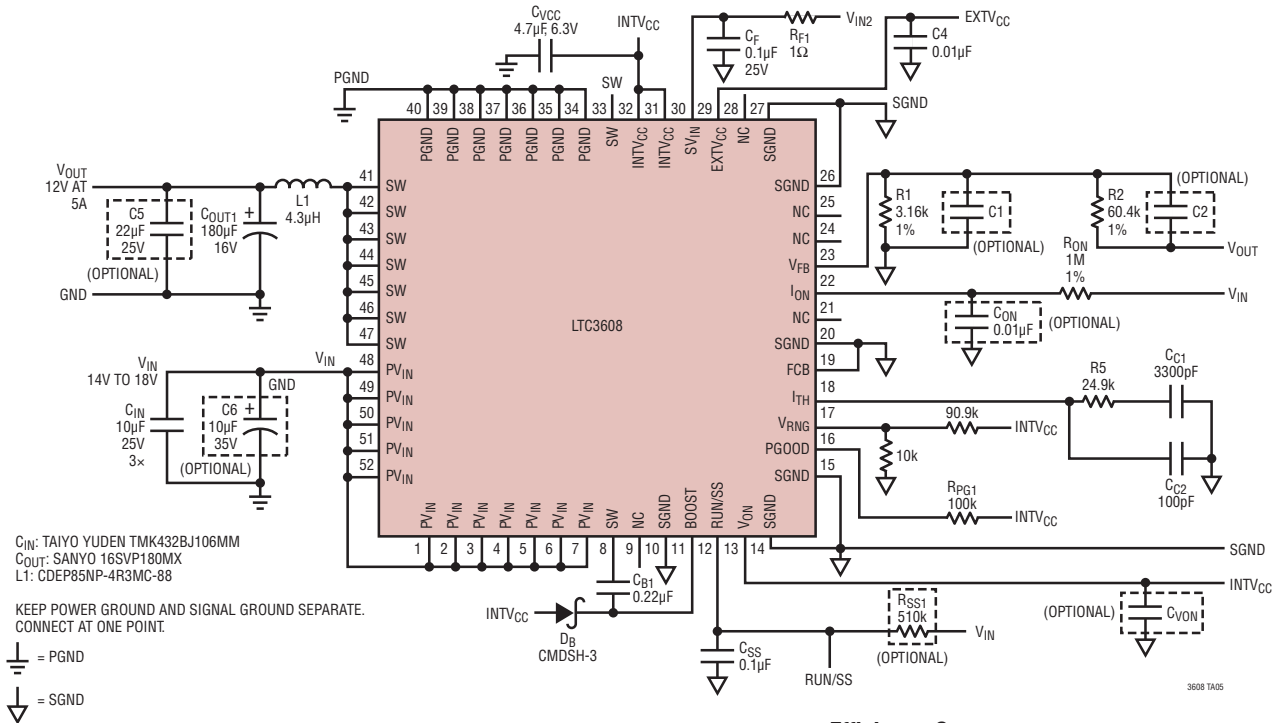 C_VCC
4.7µF, 6.3V
INTV_CC
C_F
0.1µF
25V
R_F1
1Ω
V_IN2
EXTV_CC
C4
0.01µF
PGND
SW
SGND
40 39 38 37 36 35 34 33 32 31 30 29 28 27
PGND PGND PGND PGND PGND PGND PGND SW INTV_CC INTV_CC SV_IN EXTV_CC NC SGND
V_OUT
12V AT
5A
C5
22µF
25V
(OPTIONAL)
C_OUT1
180µF
16V
+
L1
4.3µH
GND
41 SW
42 SW
43 SW
44 SW
45 SW
46 SW
47 SW
48 PV_IN
49 PV_IN
50 PV_IN
51 PV_IN
52 PV_IN
V_IN
14V TO 18V
C_IN
10µF
25V
3×
C6
10µF
35V
+
(OPTIONAL)
GND
V_IN
LTC3608
SGND 26
NC 25
NC 24
V_FB 23
I_ON 22
NC 21
SGND 20
FCB 19
I_TH 18
V_RNG 17
PGOOD 16
SGND 15
R1
3.16k
1%
C1
(OPTIONAL)
R2
60.4k
1%
(OPTIONAL)
C2
V_OUT
R_ON
1M
1%
V_IN
C_ON
0.01µF
(OPTIONAL)
R5
24.9k
C_C1
3300pF
C_C2
100pF
90.9k
INTV_CC
10k
R_PG1
100k
INTV_CC
PV_IN PV_IN PV_IN PV_IN PV_IN PV_IN PV_IN SW NC SGND BOOST RUN/SS V_ON SGND
1 2 3 4 5 6 7 8 9 10 11 12 13 14
C_B1
0.22µF
INTV_CC
D_B
CMDSH-3
C_SS
0.1µF
RUN/SS
R_SS1
510k
(OPTIONAL)
V_IN
SGND
INTV_CC
(OPTIONAL)
C_VON
C_IN: TAIYO YUDEN TMK432BJ106MM
C_OUT: SANYO 16SVP180MX
L1: CDEP85NP-4R3MC-88
KEEP POWER GROUND AND SIGNAL GROUND SEPARATE.
CONNECT AT ONE POINT.
= PGND
= SGND
3608 TA05